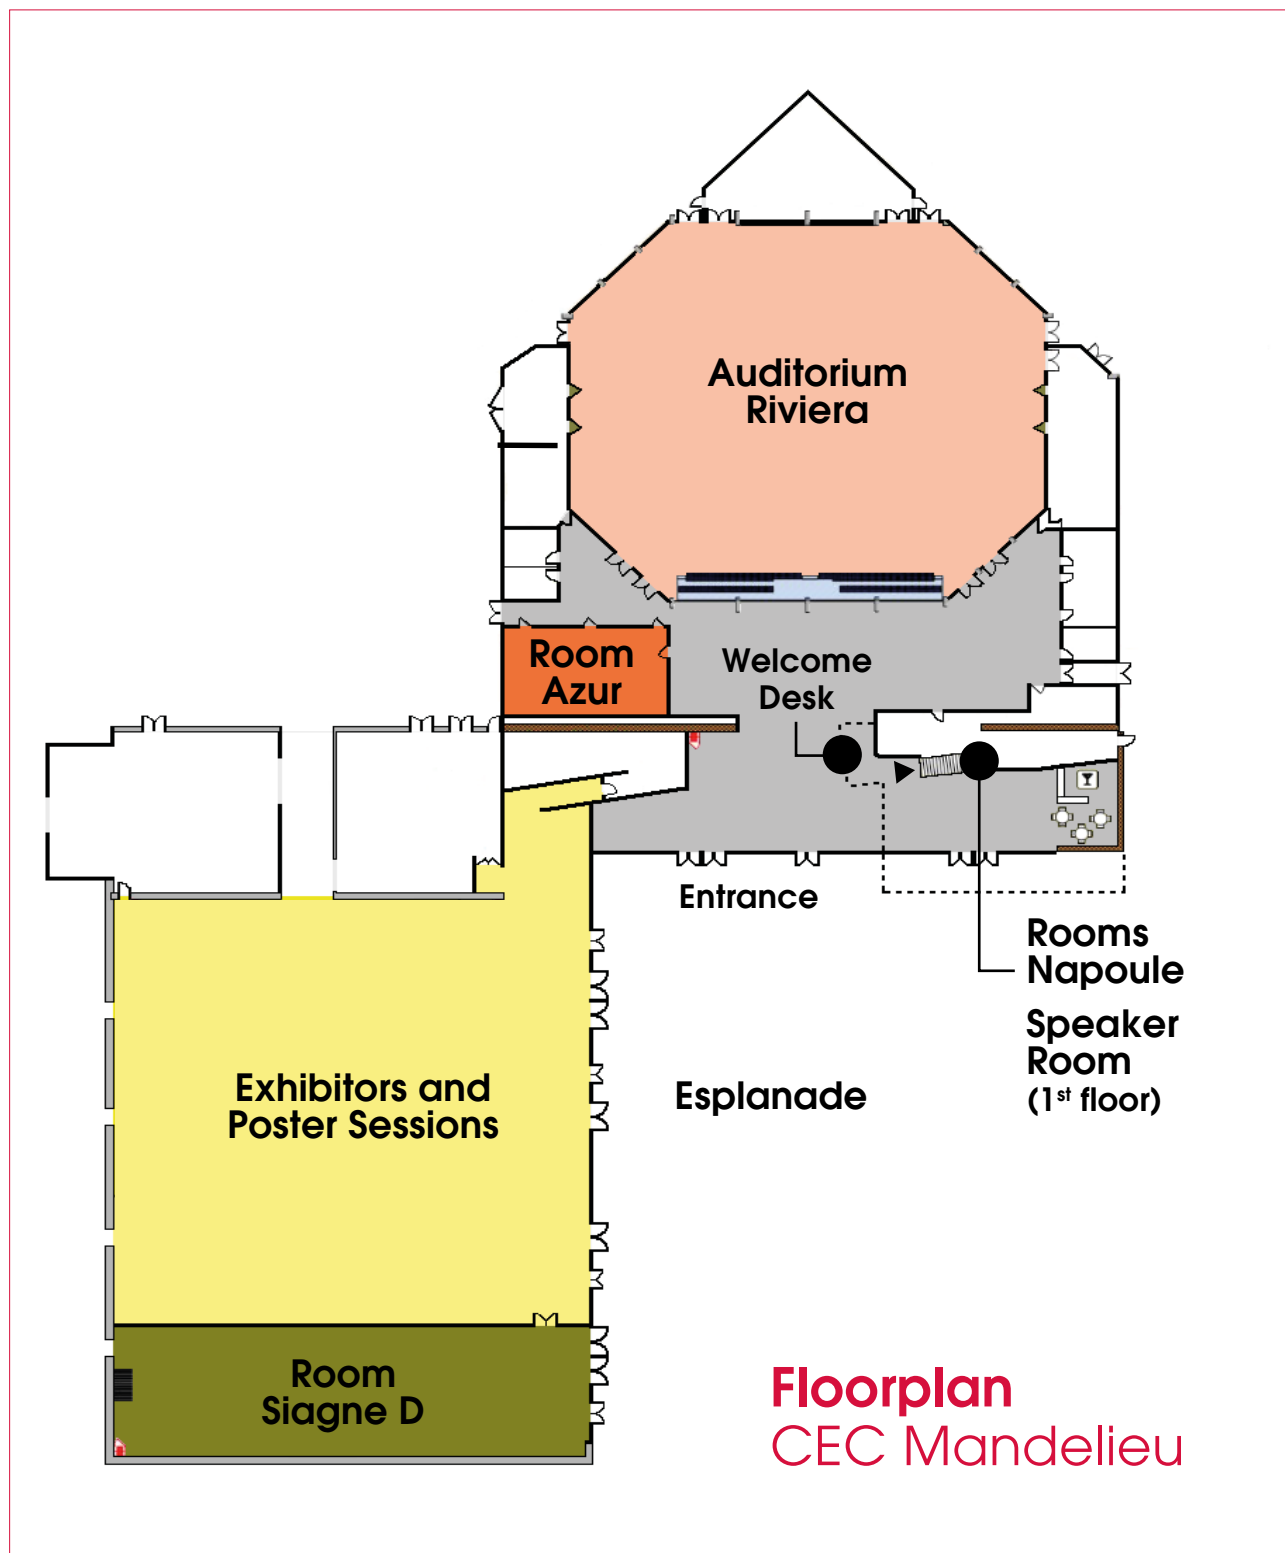 Auditorium
Riviera
Room
Azur
Welcome
Desk
Entrance
Rooms
Napoule
Speaker
Room
(1st floor)
Exhibitors and
Poster Sessions
Esplanade
Room
Siagne D
Floorplan
CEC Mandelieu